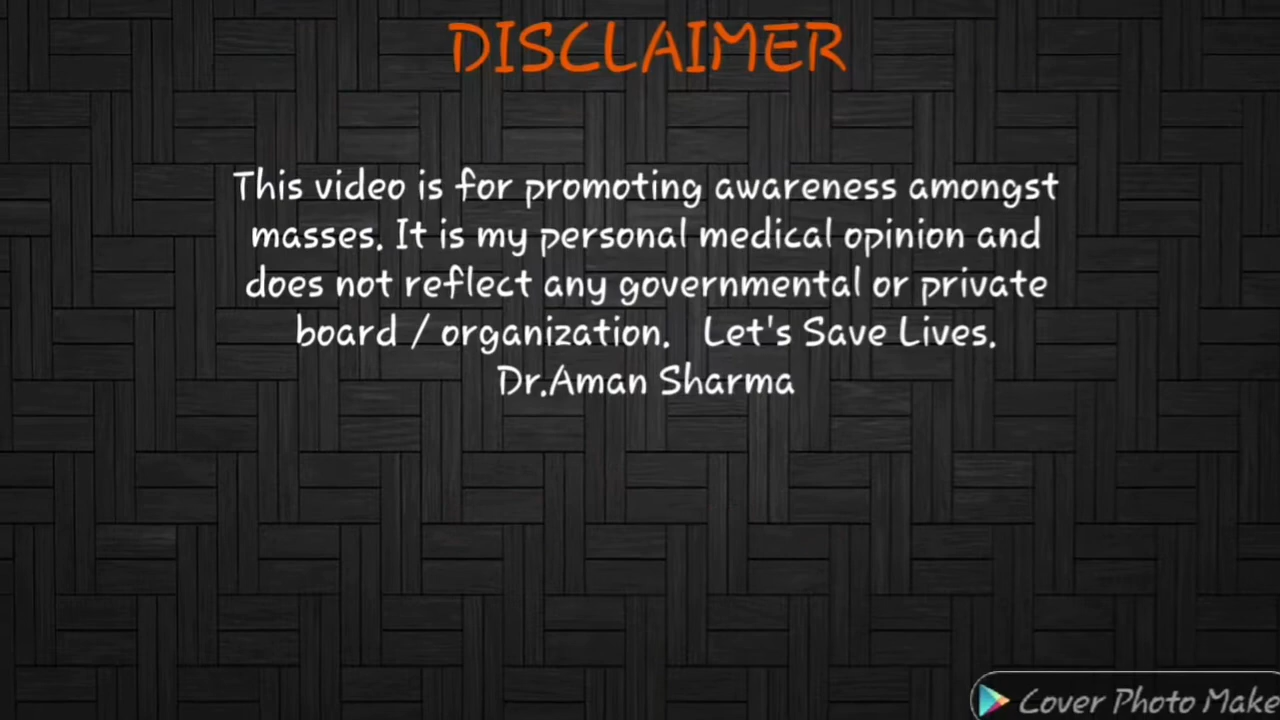 DISCLAIMER
This video is for promoting awareness amongst
masses. It is my personal medical opinion and
does not reflect any governmental or private
board / organization.   Let's Save Lives.
Dr.Aman Sharma
Cover Photo Make